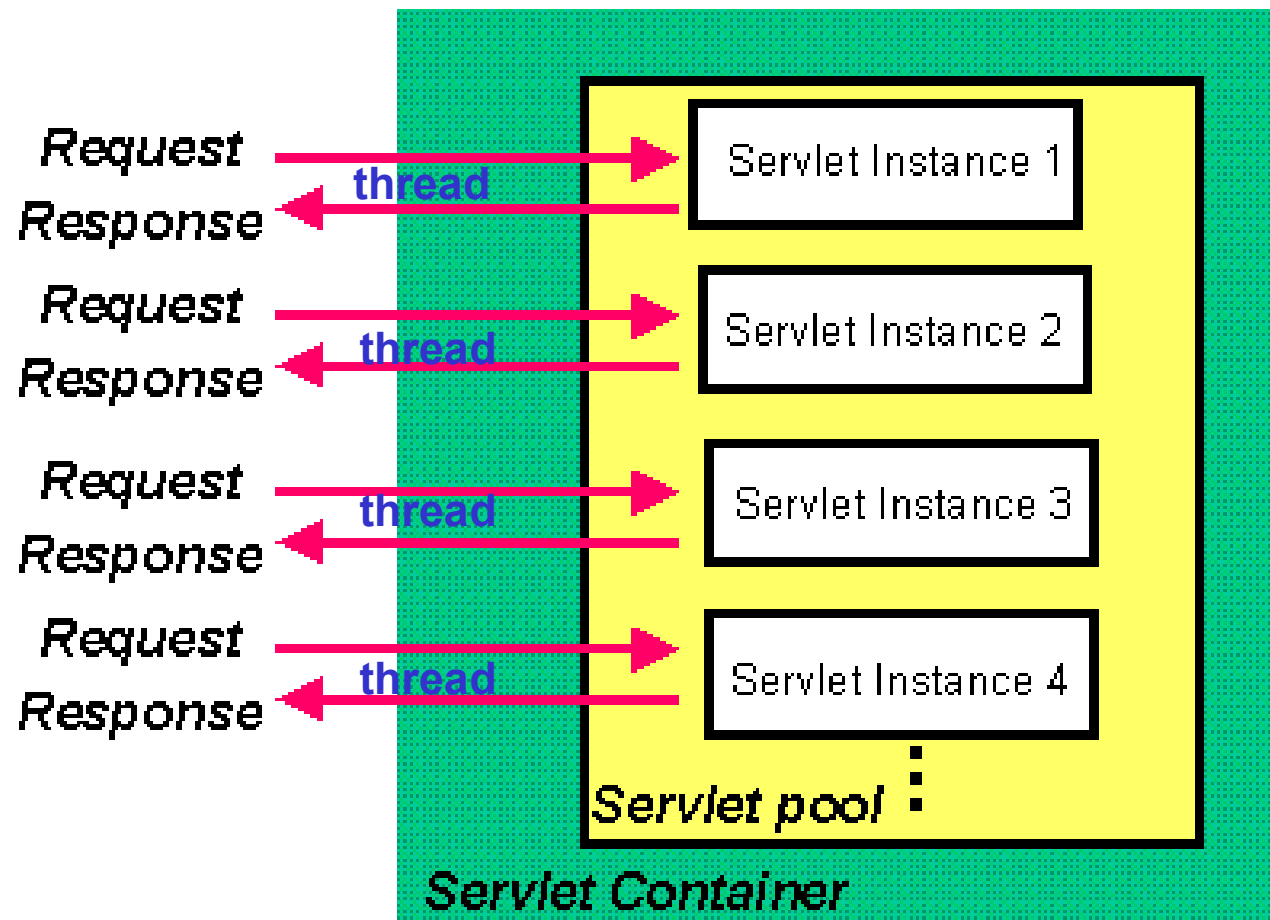 Request
thread
Response
Servlet Instance 1
Request
thread
Response
Servlet Instance 2
Request
thread
Response
Servlet Instance 3
Request
thread
Response
Servlet Instance 4
Servlet pool
Servlet Container